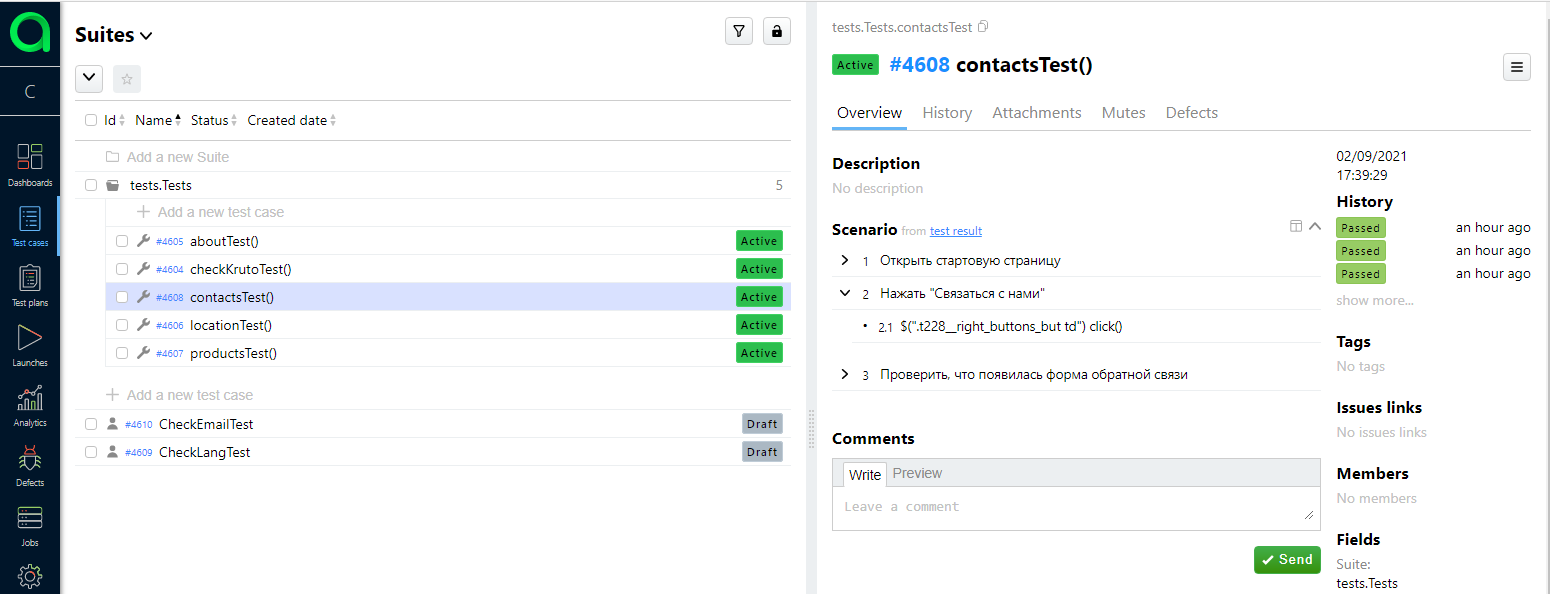 C
Dashboards
Test cases
Test plans
Launches
Analytics
Defects
Jobs
Suites
Id Name Status Created date
Add a new Suite
tests.Tests 5
Add a new test case
#4605 aboutTest() Active
#4604 checkKrutoTest() Active
#4608 contactsTest() Active
#4606 locationTest() Active
#4607 productsTest() Active
Add a new test case
#4610 CheckEmailTest Draft
#4609 CheckLangTest Draft
tests.Tests.contactsTest
Active #4608 contactsTest()
Overview History Attachments Mutes Defects
Description
No description
Scenario from test result
1 Открыть стартовую страницу
2 Нажать "Связаться с нами"
• 2.1 $(".t228__right_buttons_but td") click()
3 Проверить, что появилась форма обратной связи
Comments
Write Preview
Leave a comment
Send
02/09/2021
17:39:29
History
Passed an hour ago
Passed an hour ago
Passed an hour ago
show more...
Tags
No tags
Issues links
No issues links
Members
No members
Fields
Suite:
tests.Tests